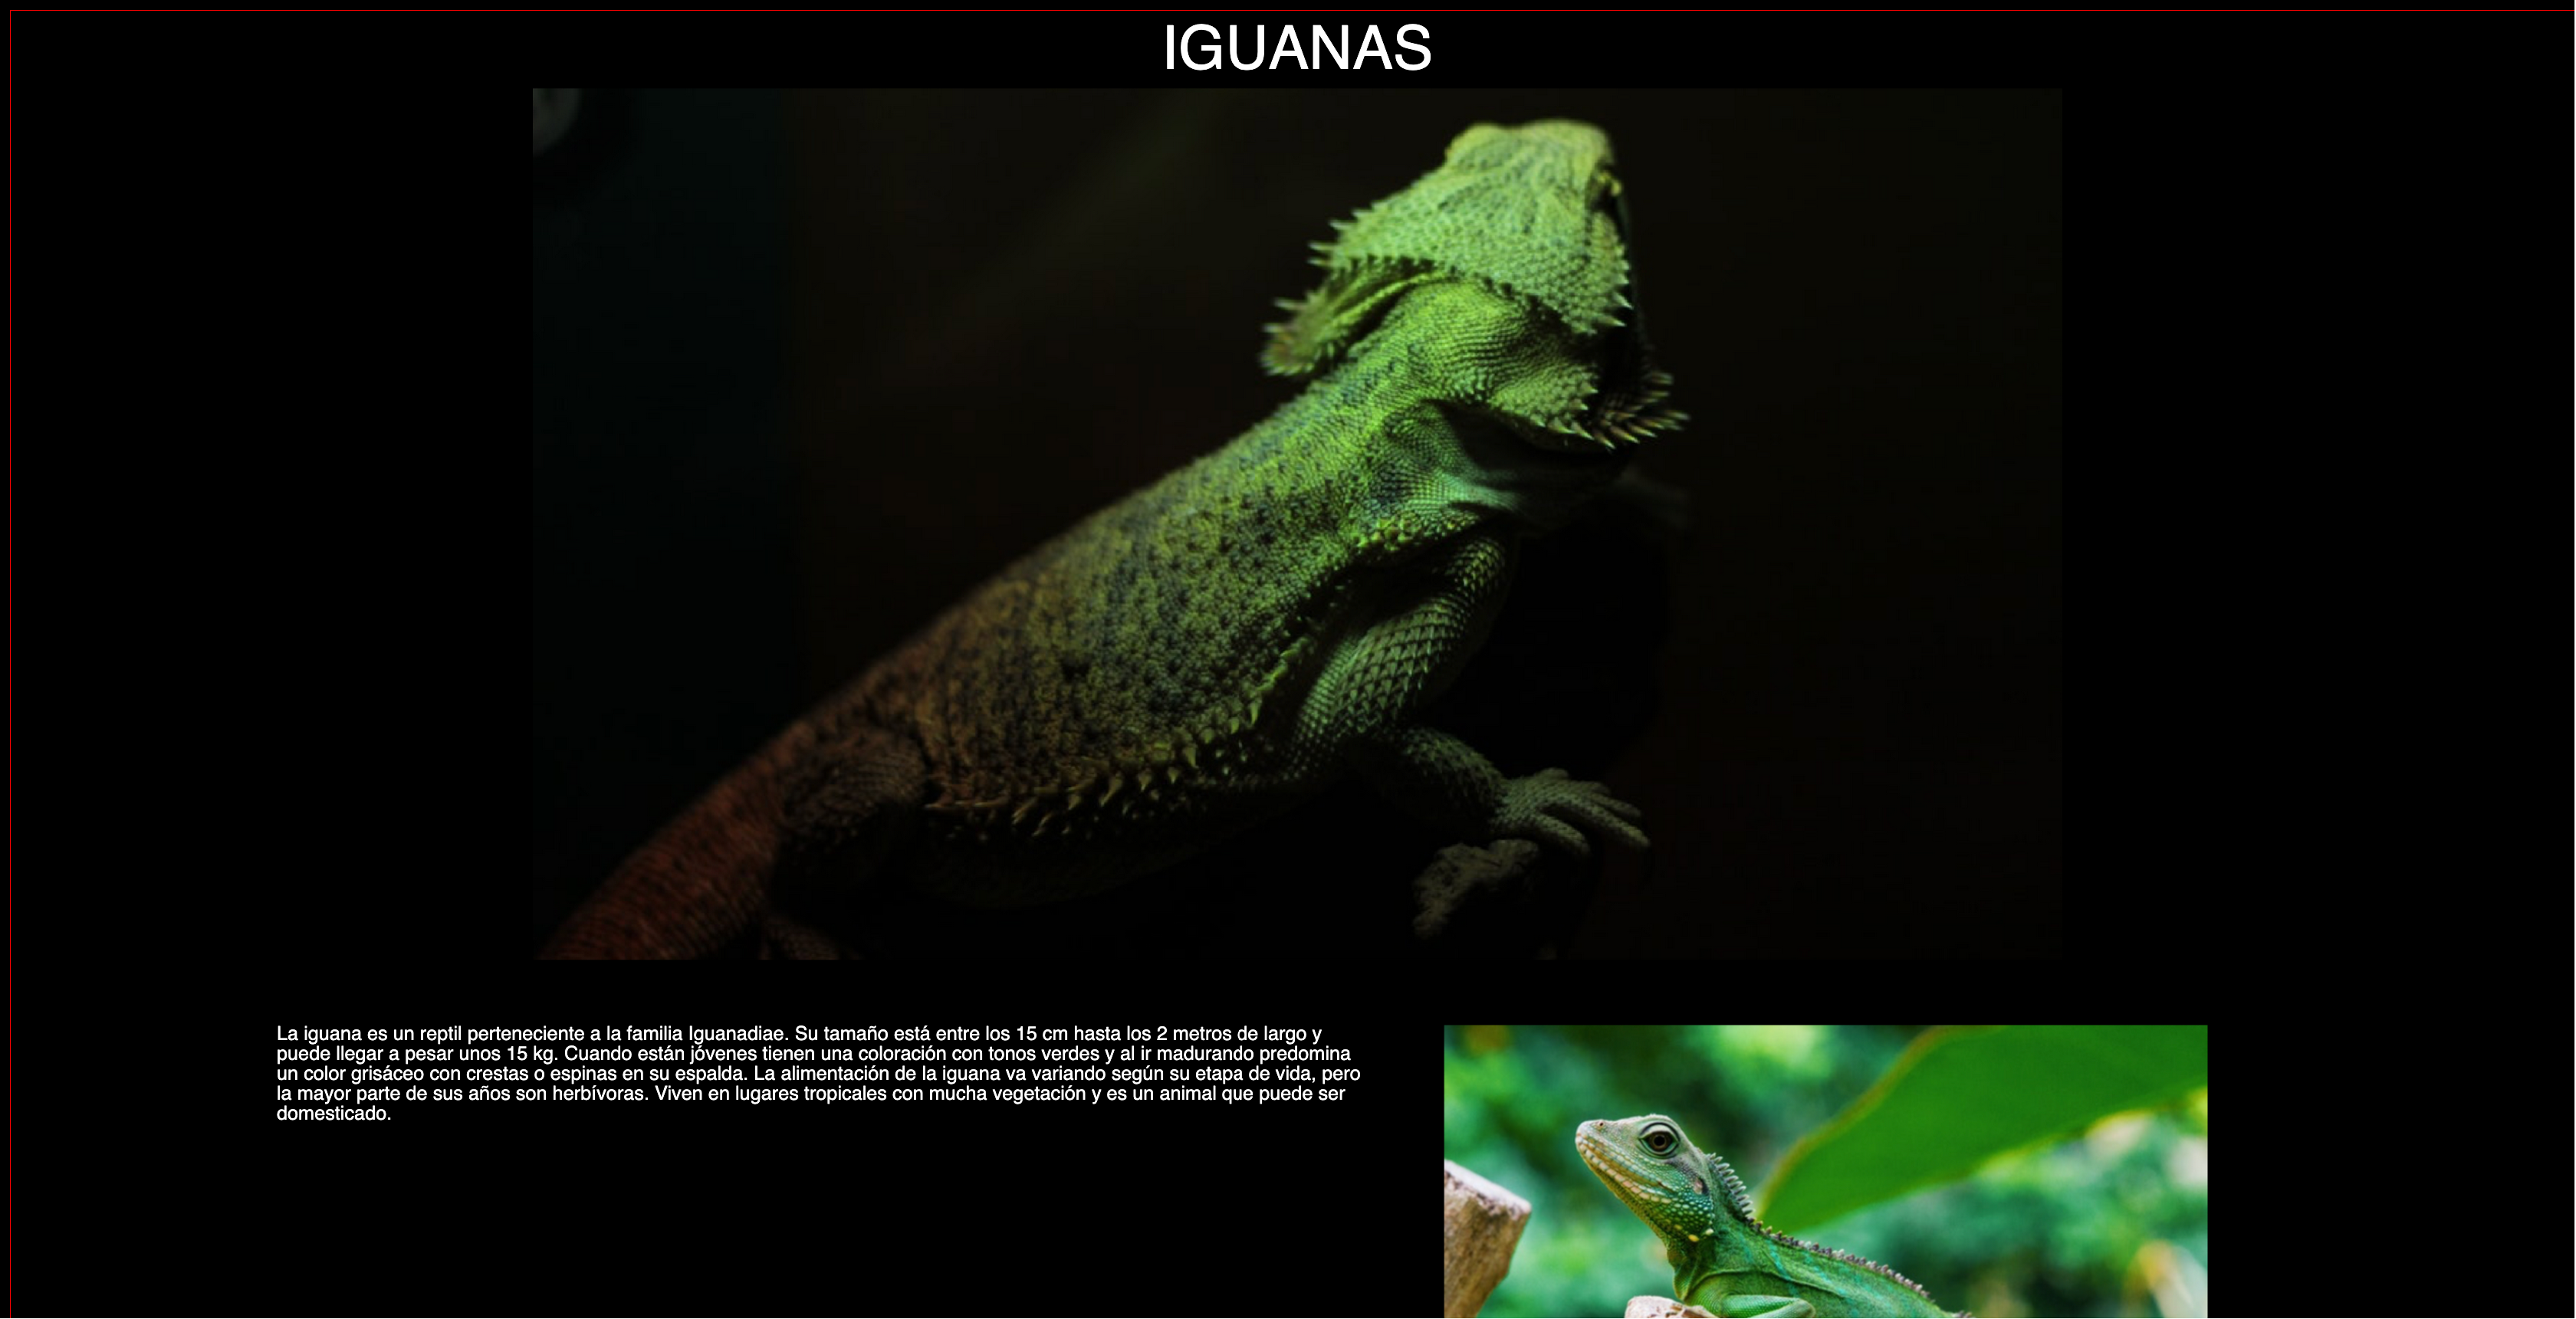 IGUANAS
La iguana es un reptil perteneciente a la familia Iguanadiae. Su tamaño está entre los 15 cm hasta los 2 metros de largo y
puede llegar a pesar unos 15 kg. Cuando están jóvenes tienen una coloración con tonos verdes y al ir madurando predomina
un color grisáceo con crestas o espinas en su espalda. La alimentación de la iguana va variando según su etapa de vida, pero
la mayor parte de sus años son herbívoras. Viven en lugares tropicales con mucha vegetación y es un animal que puede ser
domesticado.